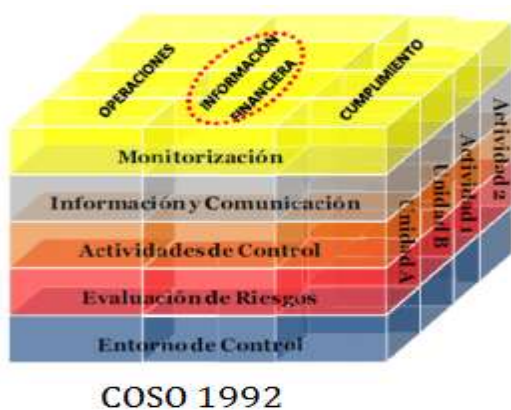 OPERACIONES
INFORMACIÓN
FINANCIERA
CUMPLIMIENTO
Monitorización
Información y Comunicación
Actividades de Control
Evaluación de Riesgos
Entorno de Control
Unidad A
Unidad B
Actividad 1
Actividad 2
COSO 1992